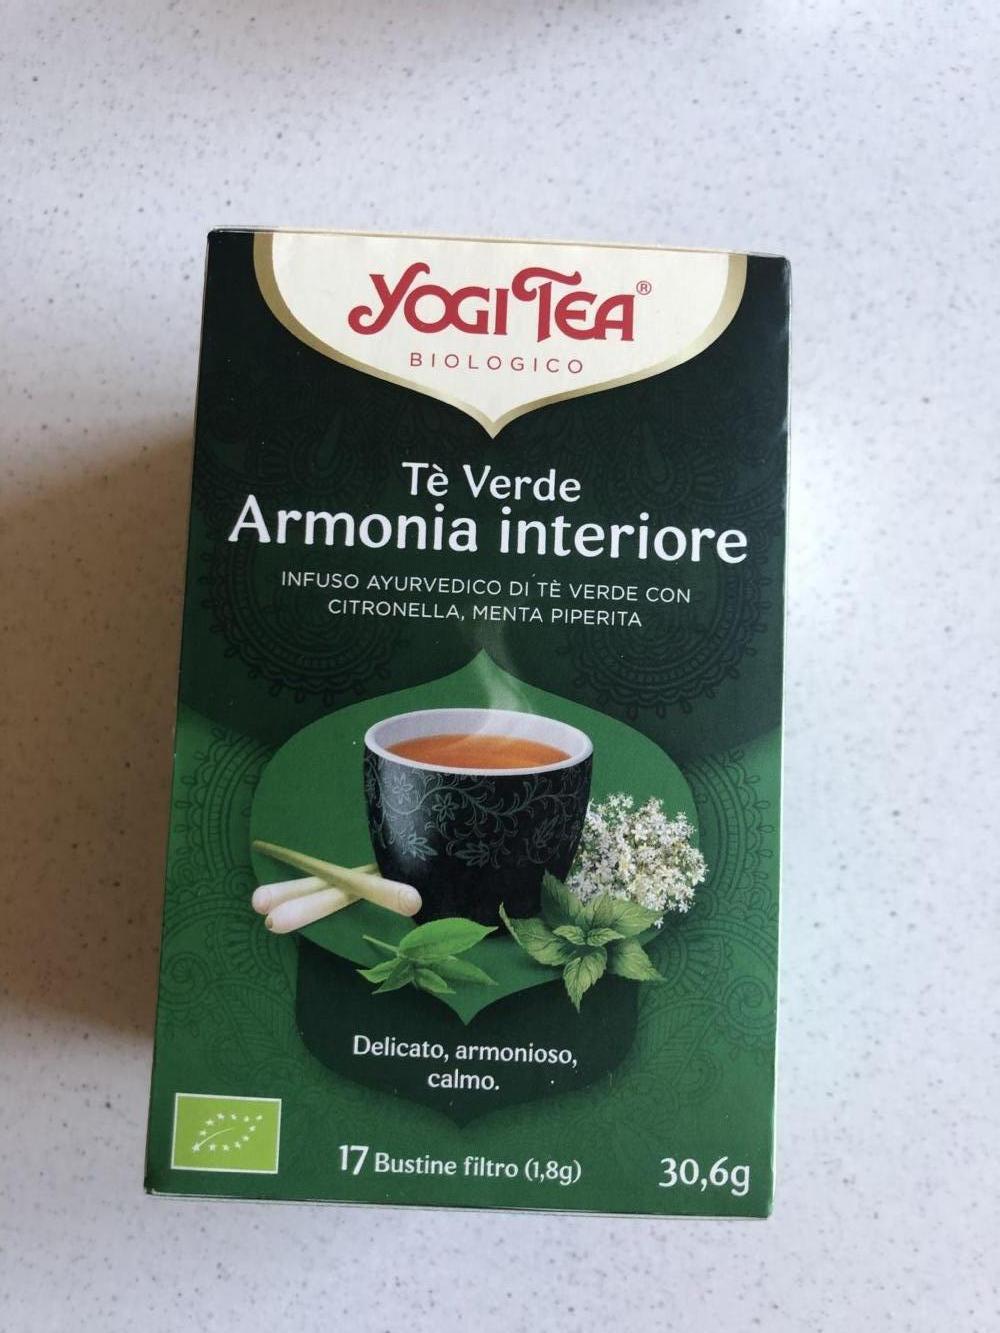 YOGI TEA®
BIOLOGICO
Tè Verde
Armonia interiore
INFUSO AYURVEDICO DI TÈ VERDE CON
CITRONELLA, MENTA PIPERITA
Delicato, armonioso,
calmo.
17 Bustine filtro (1,8g)
30,6g